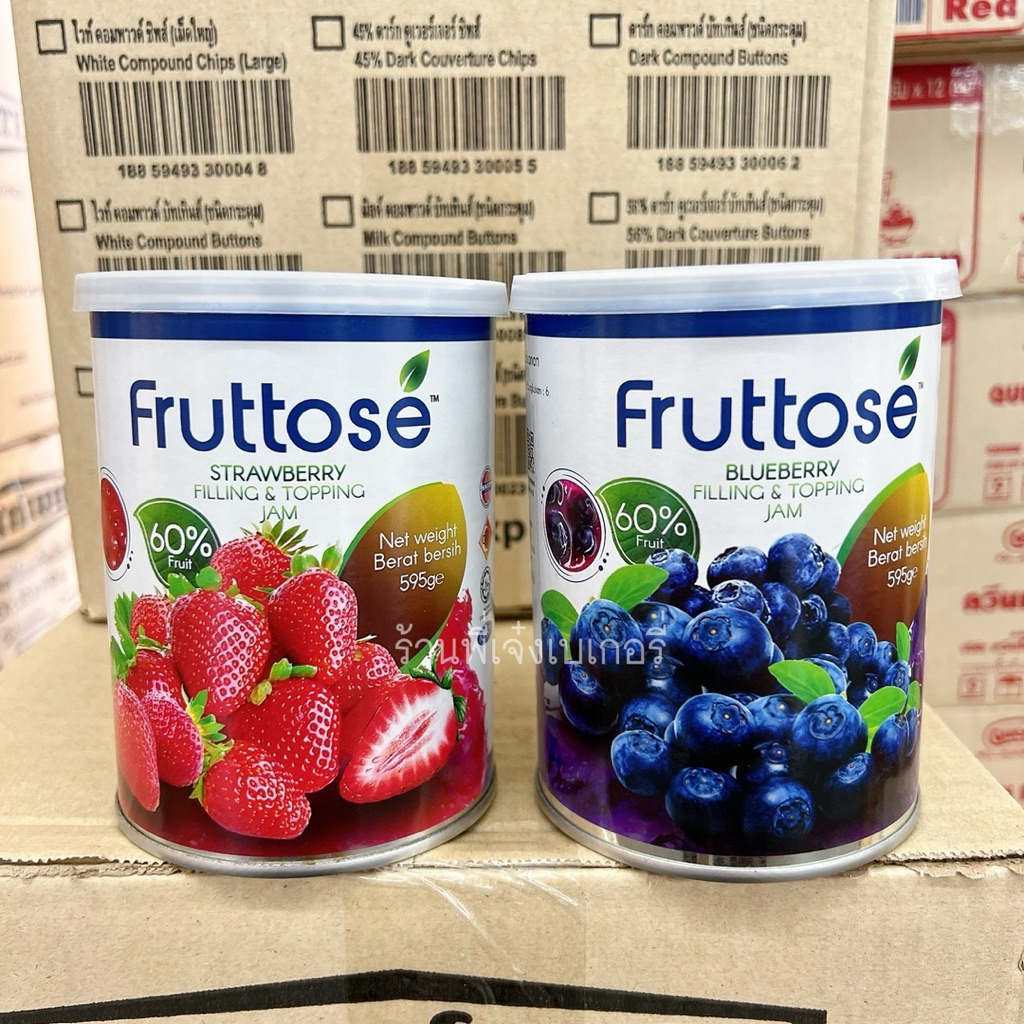 ไวท์ คอมพาวด์ ชิพส์ (เม็ดใหญ่)
White Compound Chips (Large)
188 59493 30004 8
45% ดาร์ก คูเวอร์เจอร์ ชิพส์
45% Dark Couverture Chips
188 59493 30005 5
ดาร์ก คอมพาวด์ บัทเทินส์ (ชนิดกระดุม)
Dark Compound Buttons
188 59493 30006 2
ไวท์ คอมพาวด์ บัทเทินส์ (ชนิดกระดุม)
White Compound Buttons
มิลค์ คอมพาวด์ บัทเทินส์ (ชนิดกระดุม)
Milk Compound Buttons
56% ดาร์ก คูเวอร์เจอร์ บัทเทินส์ (ชนิดกระดุม)
56% Dark Couverture Buttons
Red
x 12
Fruttosé™
STRAWBERRY
FILLING & TOPPING
JAM
60%
Fruit
Net weight
Berat bersih
595g℮
Fruttosé™
BLUEBERRY
FILLING & TOPPING
JAM
60%
Fruit
Net weight
Berat bersih
595g℮
ร้านพี่เจ๋งเบเกอรี่
ควีน